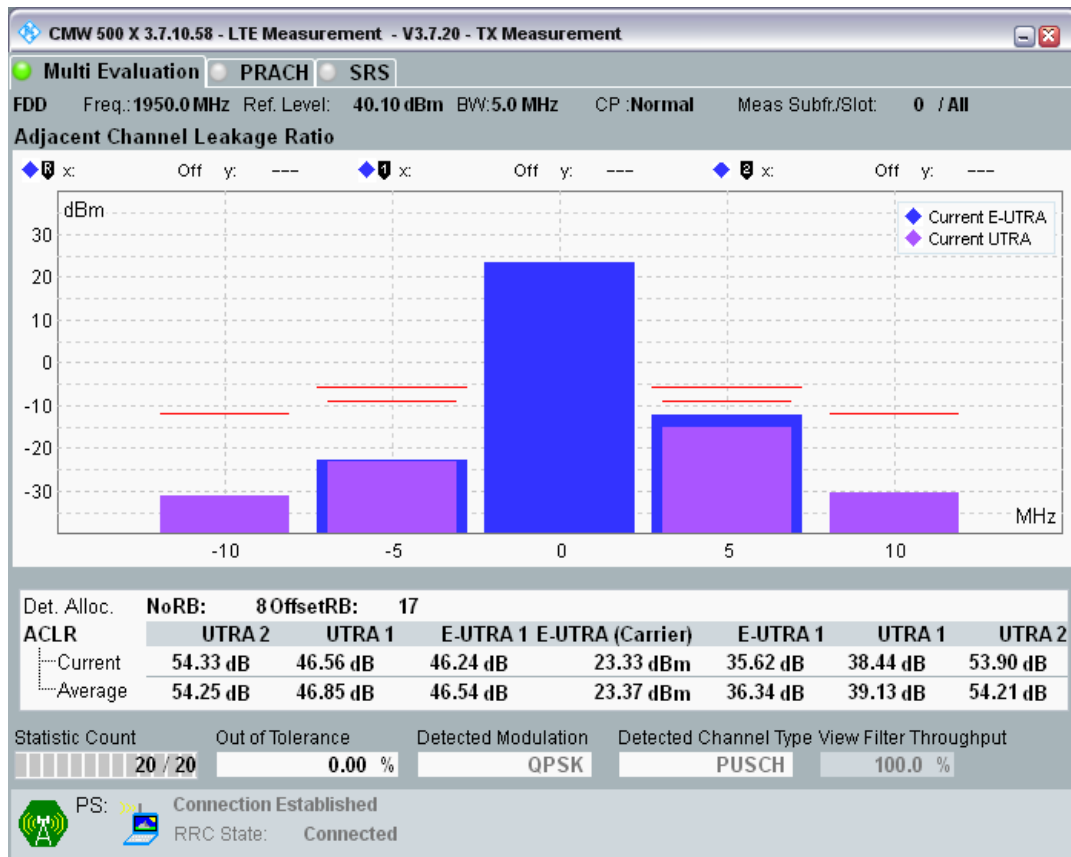 CMW 500 X 3.7.10.58 - LTE Measurement - V3.7.20 - TX Measurement
Multi Evaluation PRACH SRS
FDD Freq.:1950.0 MHz Ref. Level: 40.10 dBm BW:5.0 MHz CP :Normal Meas Subfr./Slot: 0 / All
Adjacent Channel Leakage Ratio
R x: Off y: --- 1 x: Off y: --- 2 x: Off y: ---
dBm
Current E-UTRA
Current UTRA
30
20
10
0
-10
-20
-30
MHz
-10 -5 0 5 10
Det. Alloc. NoRB: 8 OffsetRB: 17
ACLR UTRA 2 UTRA 1 E-UTRA 1 E-UTRA (Carrier) E-UTRA 1 UTRA 1 UTRA 2
Current 54.33 dB 46.56 dB 46.24 dB 23.33 dBm 35.62 dB 38.44 dB 53.90 dB
Average 54.25 dB 46.85 dB 46.54 dB 23.37 dBm 36.34 dB 39.13 dB 54.21 dB
Statistic Count Out of Tolerance Detected Modulation Detected Channel Type View Filter Throughput
20 / 20 0.00 % QPSK PUSCH 100.0 %
PS: Connection Established
RRC State: Connected